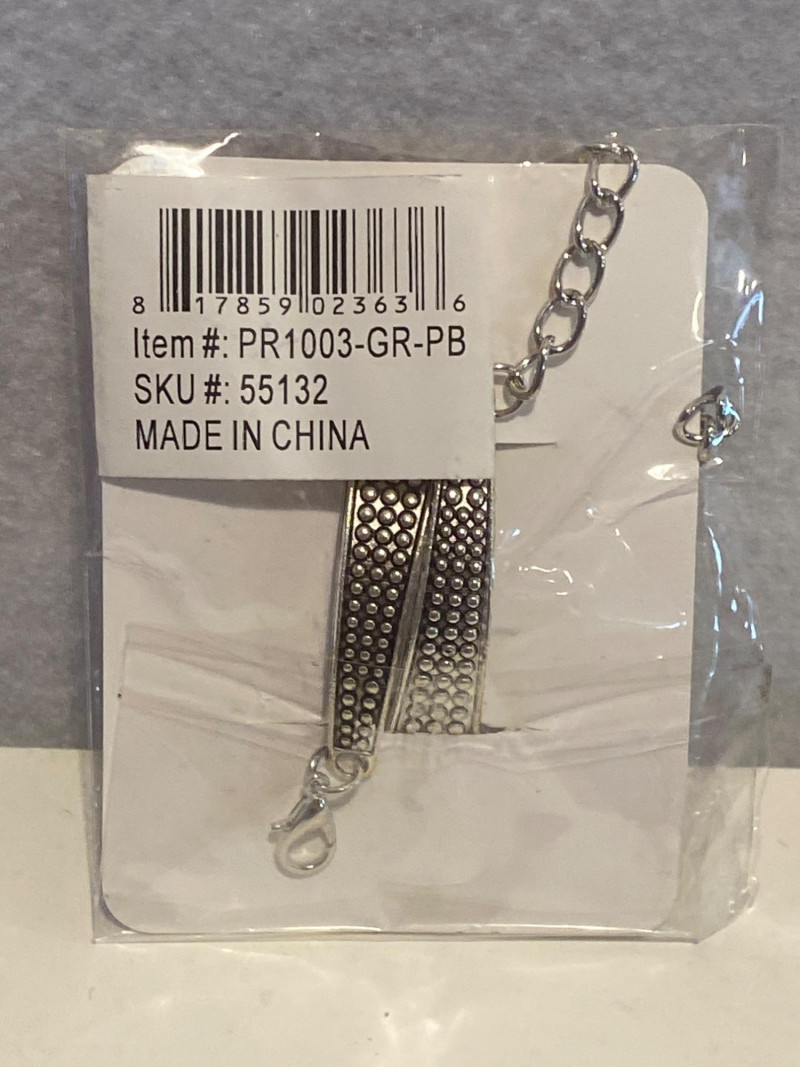 8 17859 02363 6
Item #: PR1003-GR-PB
SKU #: 55132
MADE IN CHINA